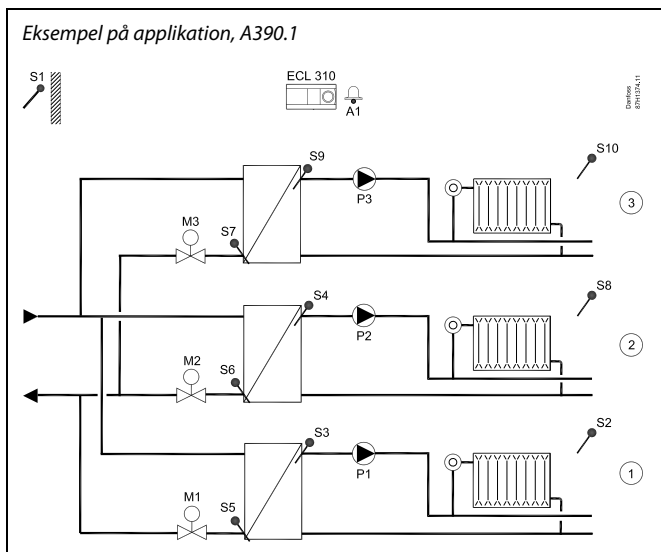 Eksempel på applikation, A390.1
S1
ECL 310
A1
Danfoss
87H1374.11
S9
S10
P3
3
M3
S7
S4
S8
P2
2
M2
S6
S3
S2
P1
1
M1
S5